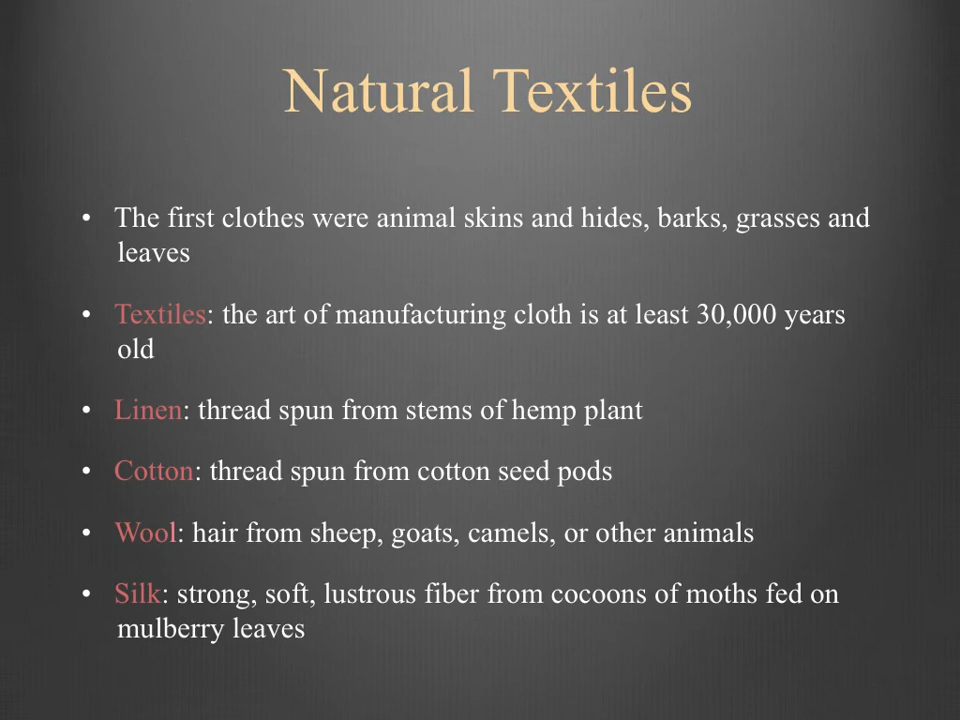 Natural Textiles
• The first clothes were animal skins and hides, barks, grasses and
leaves
• Textiles: the art of manufacturing cloth is at least 30,000 years
old
• Linen: thread spun from stems of hemp plant
• Cotton: thread spun from cotton seed pods
• Wool: hair from sheep, goats, camels, or other animals
• Silk: strong, soft, lustrous fiber from cocoons of moths fed on
mulberry leaves